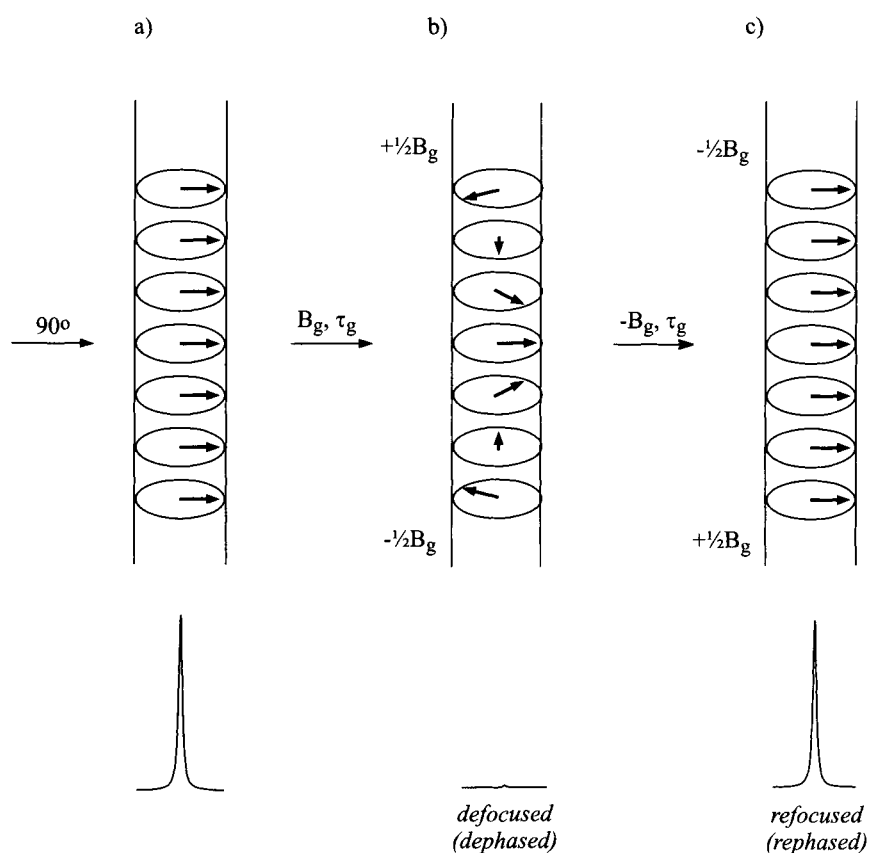 a)
b)
c)
+½B_g
-½B_g
90º
B_g, τ_g
-B_g, τ_g
-½B_g
+½B_g
defocused
(dephased)
refocused
(rephased)